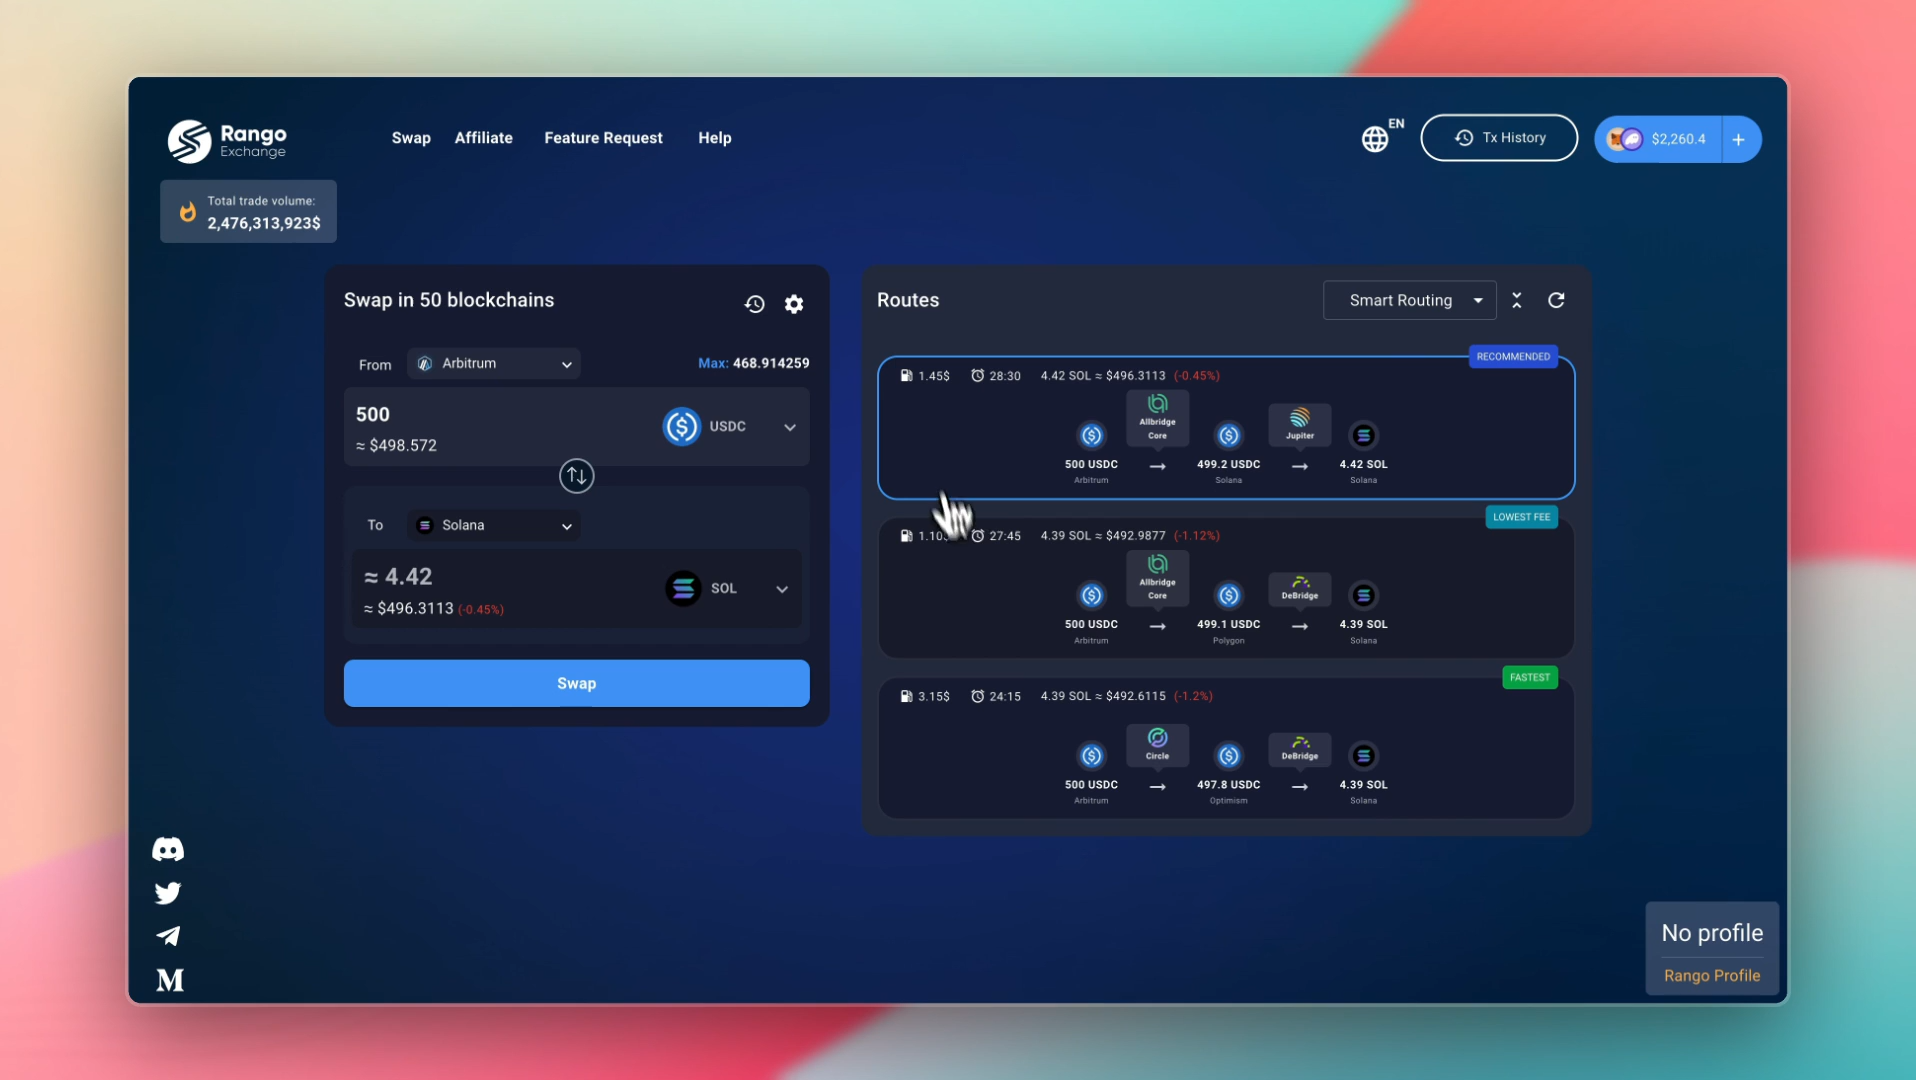 Rango
Exchange
Swap
Affiliate
Feature Request
Help
EN
Tx History
$2,260.4
+
Total trade volume:
2,476,313,923$
Swap in 50 blockchains
From
Arbitrum
Max: 468.914259
500
≈ $498.572
USDC
To
Solana
≈ 4.42
≈ $496.3113 (-0.45%)
SOL
Swap
Routes
Smart Routing
RECOMMENDED
1.45$ 28:30 4.42 SOL ≈ $496.3113 (-0.45%)
Allbridge
Core
Jupiter
500 USDC → 499.2 USDC → 4.42 SOL
Arbitrum Solana Solana
LOWEST FEE
1.10$ 27:45 4.39 SOL ≈ $492.9877 (-1.12%)
Allbridge
Core
DeBridge
500 USDC → 499.1 USDC → 4.39 SOL
Arbitrum Polygon Solana
FASTEST
3.15$ 24:15 4.39 SOL ≈ $492.6115 (-1.2%)
Circle
DeBridge
500 USDC → 497.8 USDC → 4.39 SOL
Arbitrum Optimism Solana
M
No profile
Rango Profile